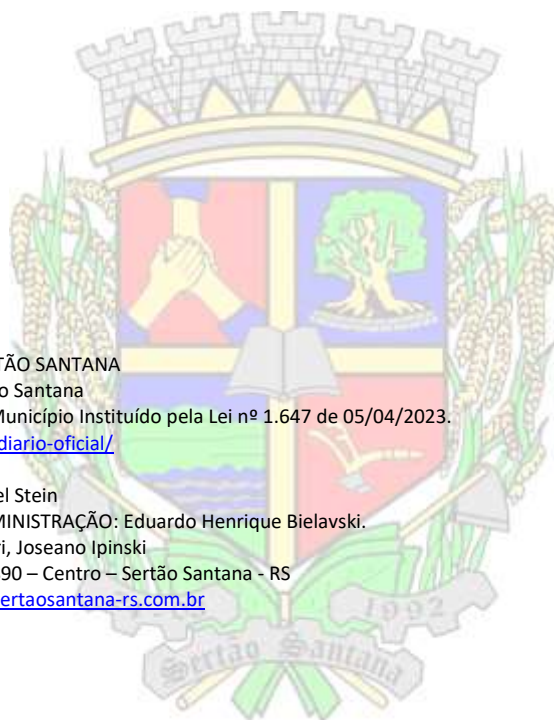 TÃO SANTANA
o Santana
Município Instituído pela Lei nº 1.647 de 05/04/2023.
diario-oficial/
el Stein
MINISTRAÇÃO: Eduardo Henrique Bielavski.
ri, Joseano Ipinski
90 – Centro – Sertão Santana - RS
sertaosantana-rs.com.br
1992
Sertão Santana